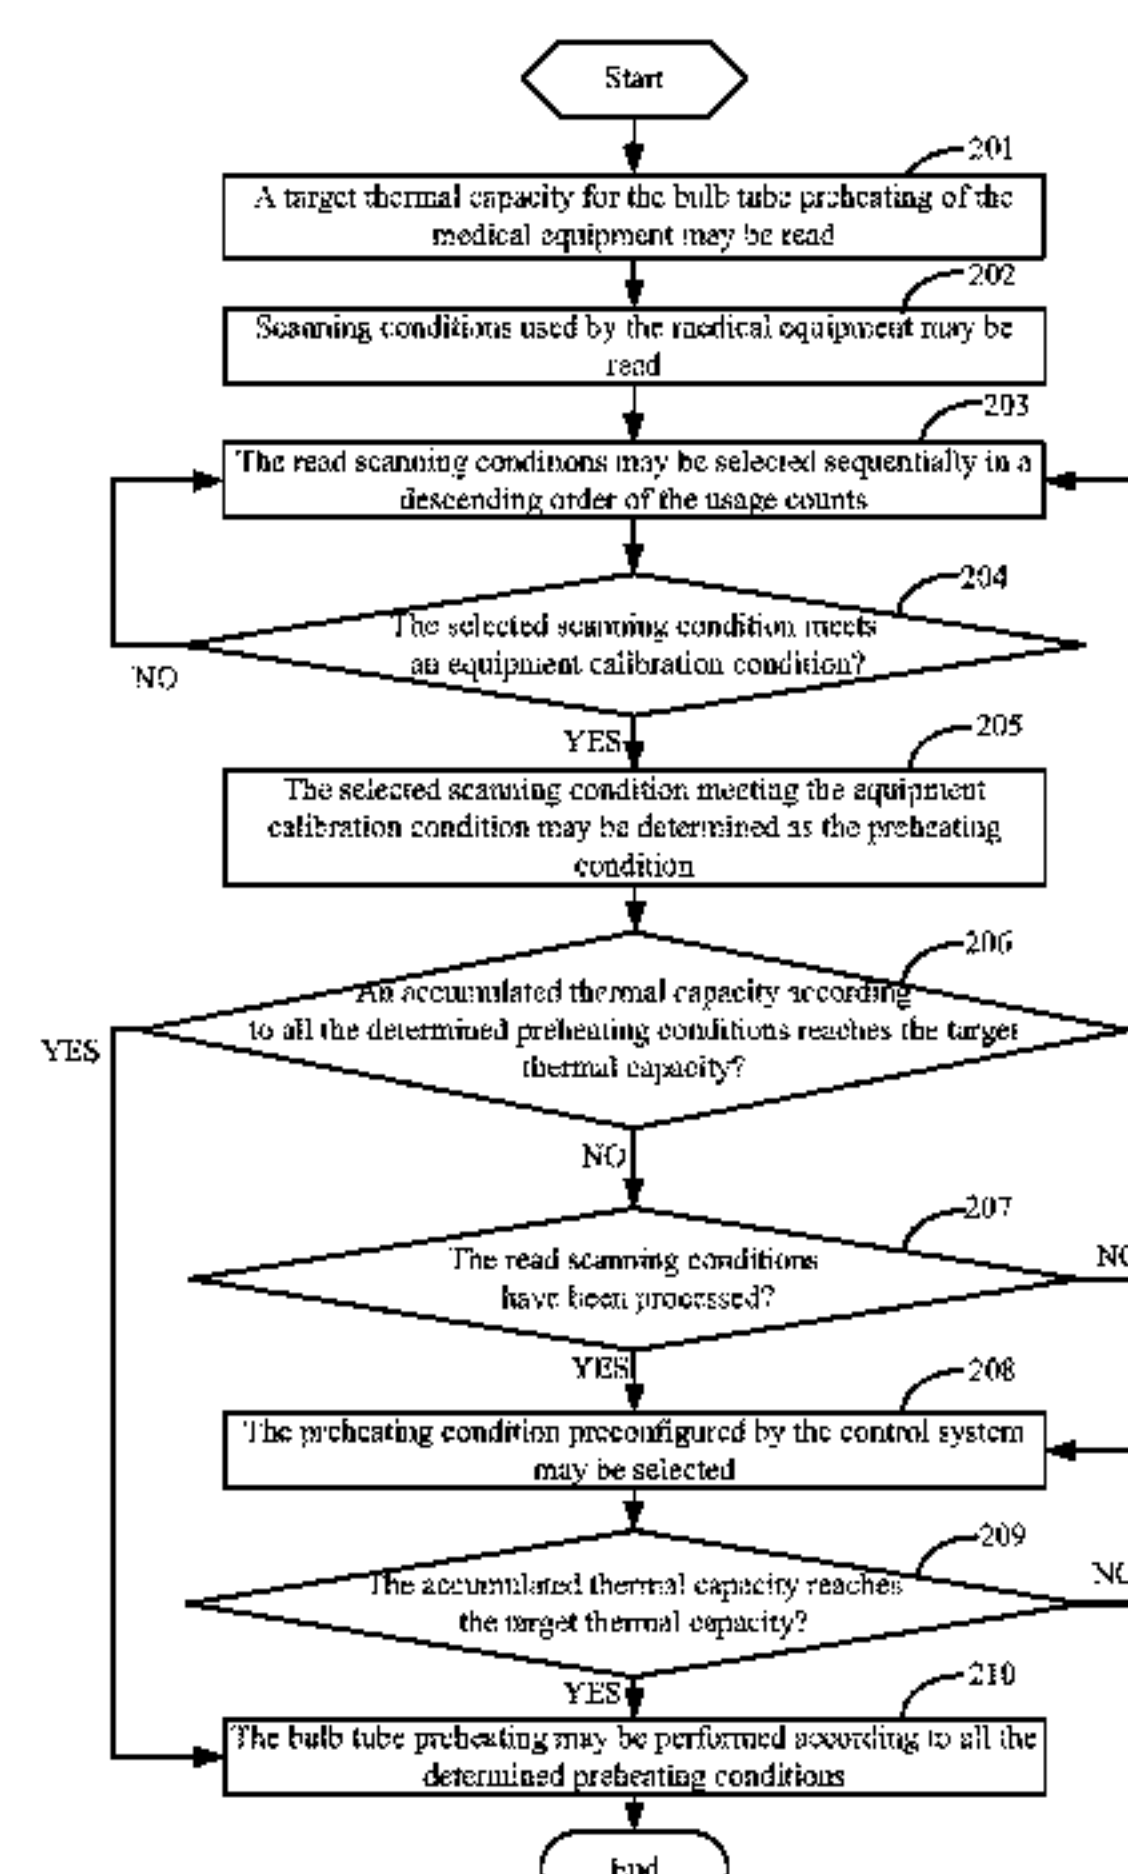 Start
201
A target thermal capacity for the bulb tube preheating of the
medical equipment may be read
202
Scanning conditions used by the medical equipment may be
read
203
The read scanning conditions may be selected sequentially in a
descending order of the usage counts
204
The selected scanning condition meets
an equipment calibration condition?
NO
YES
205
The selected scanning condition meeting the equipment
calibration condition may be determined as the preheating
condition
206
An accumulated thermal capacity according
to all the determined preheating conditions reaches the target
thermal capacity?
YES
NO
207
The read scanning conditions
have been processed?
NO
YES
208
The preheating condition preconfigured by the control system
may be selected
209
The accumulated thermal capacity reaches
the target thermal capacity?
NO
YES
210
The bulb tube preheating may be performed according to all the
determined preheating conditions
End